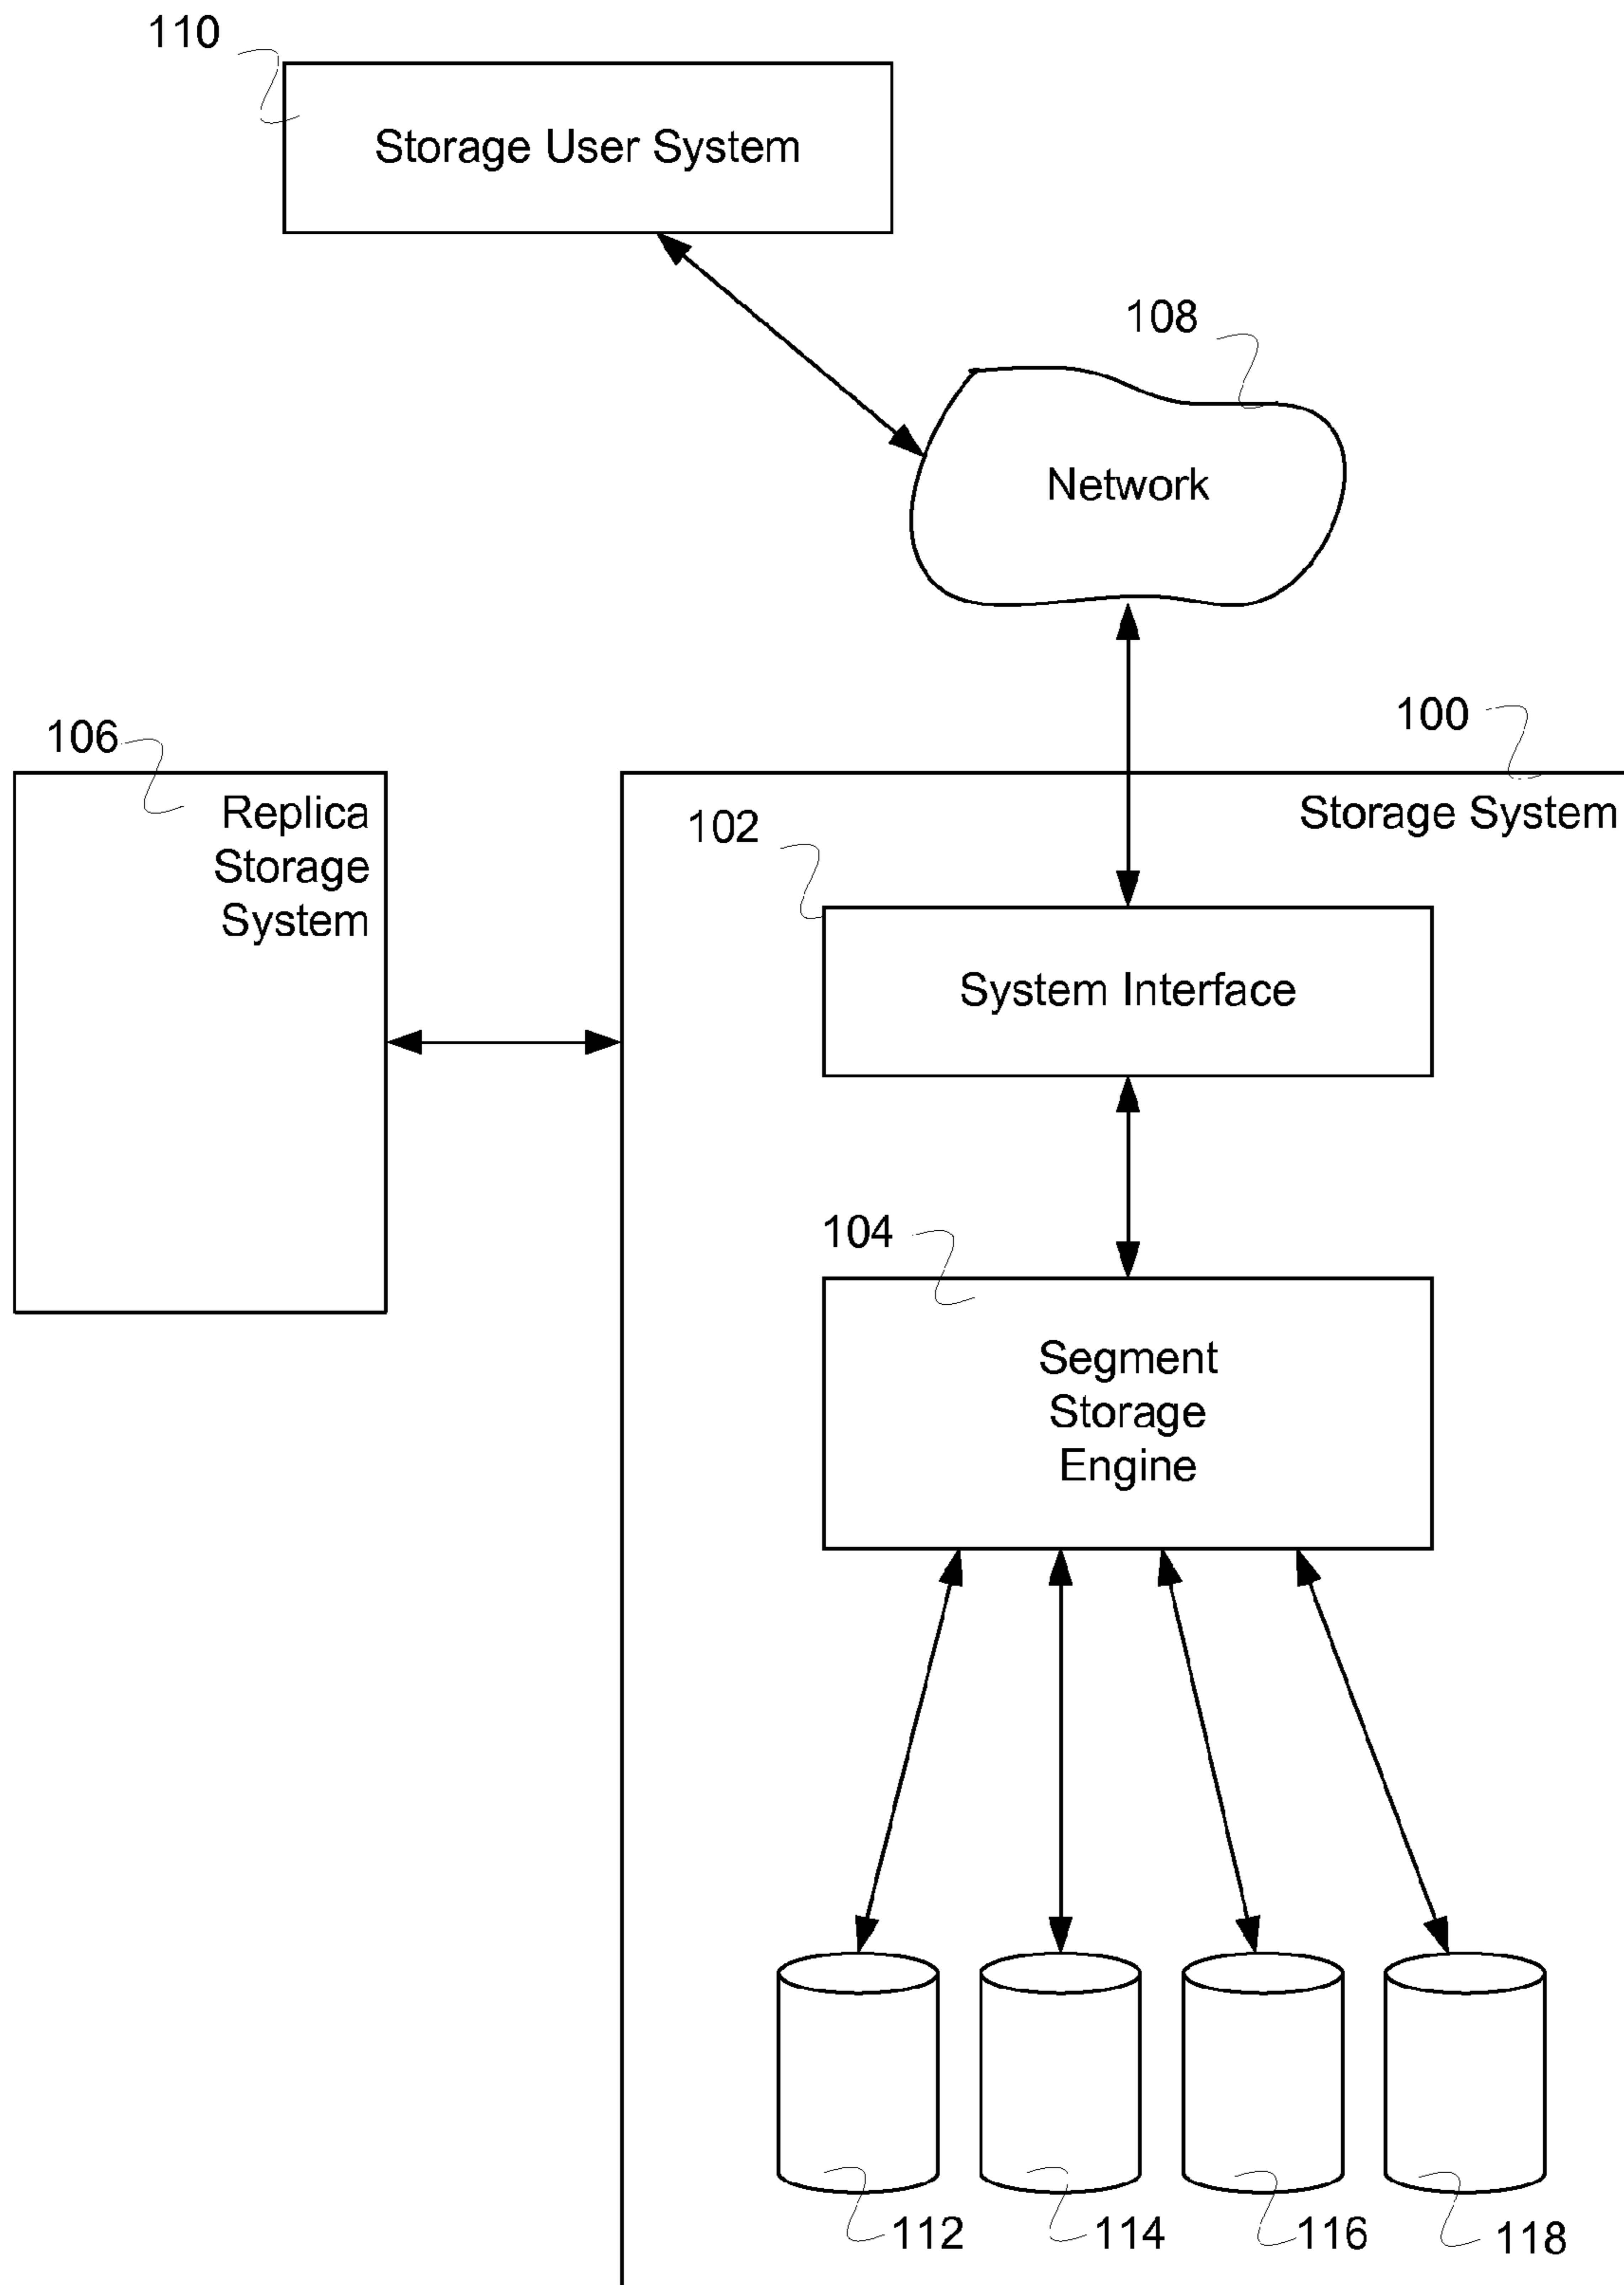 110
Storage User System
108
Network
100
106
Replica
Storage
System
Storage System
102
System Interface
104
Segment
Storage
Engine
112
114
116
118